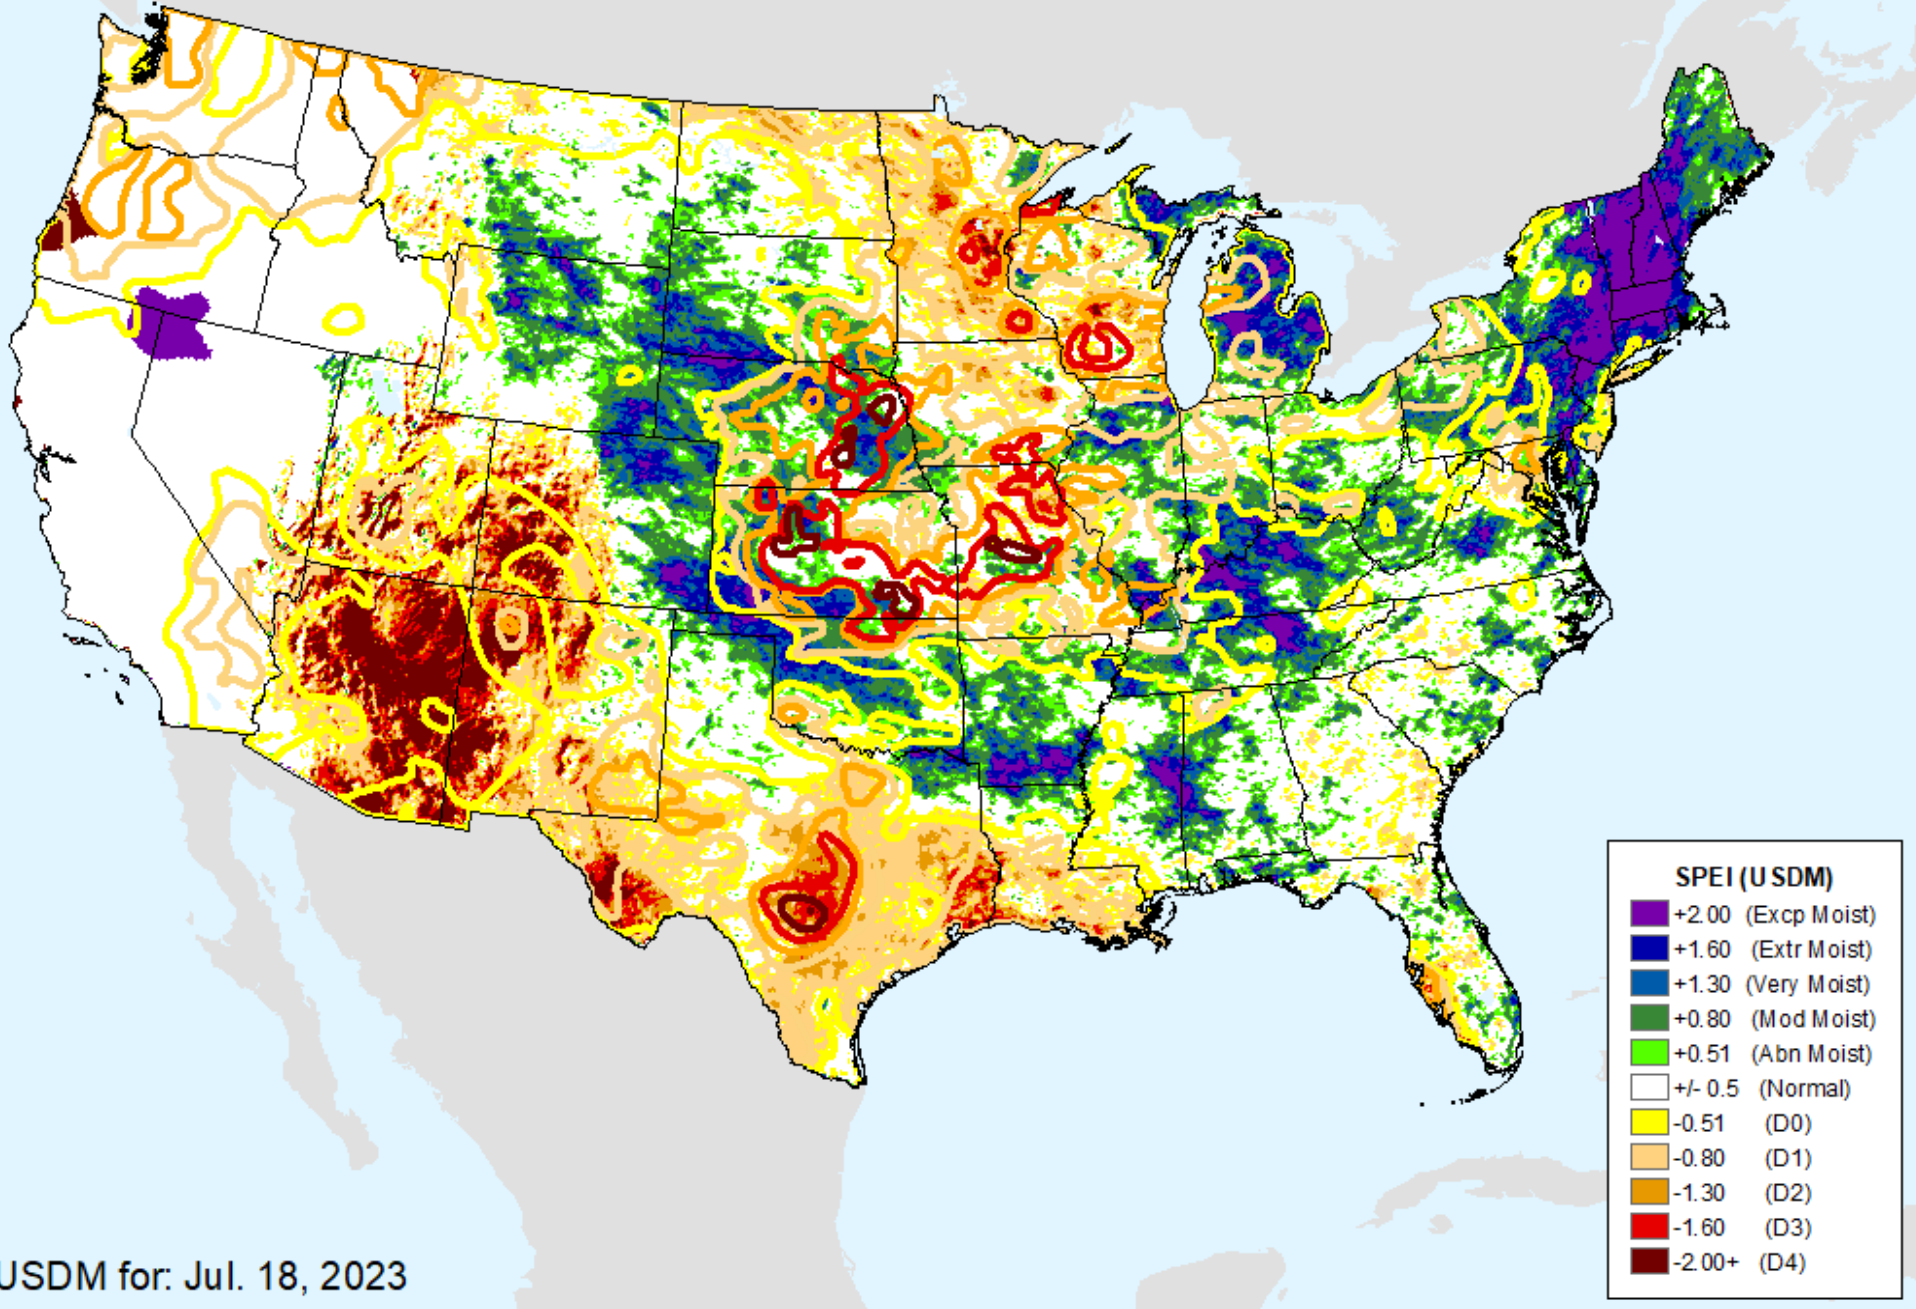 SPEI (USDM)
+2.00 (Excp Moist)
+1.60 (Extr Moist)
+1.30 (Very Moist)
+0.80 (Mod Moist)
+0.51 (Abn Moist)
+/- 0.5 (Normal)
-0.51 (D0)
-0.80 (D1)
-1.30 (D2)
-1.60 (D3)
-2.00+ (D4)
USDM for: Jul. 18, 2023